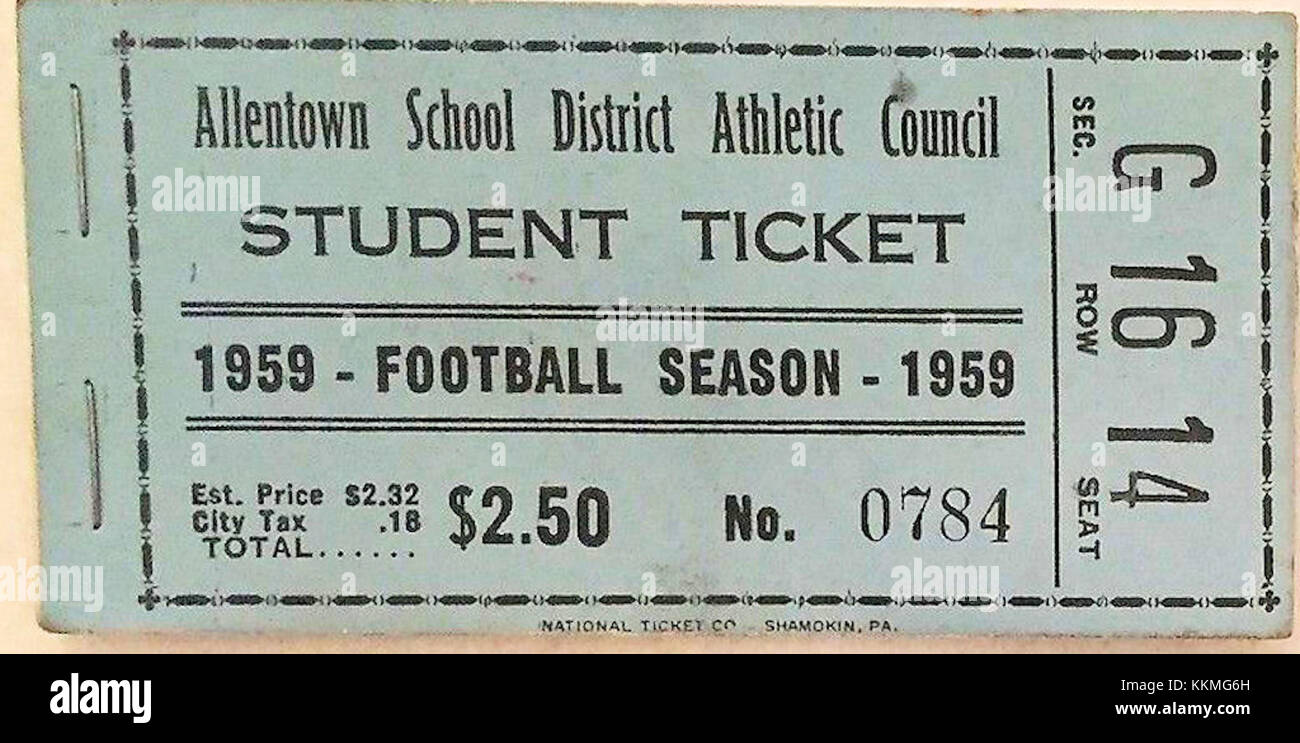 Allentown School District Athletic Council
STUDENT TICKET
1959 - FOOTBALL SEASON - 1959
Est. Price $2.32
City Tax .18
TOTAL......
$2.50
No. 0784
SEC. G
ROW 16
SEAT 14
NATIONAL TICKET CO - SHAMOKIN, PA.
alamy
alamy
alamy
alamy
alamy
alamy
Image ID: KKMG6H
www.alamy.com